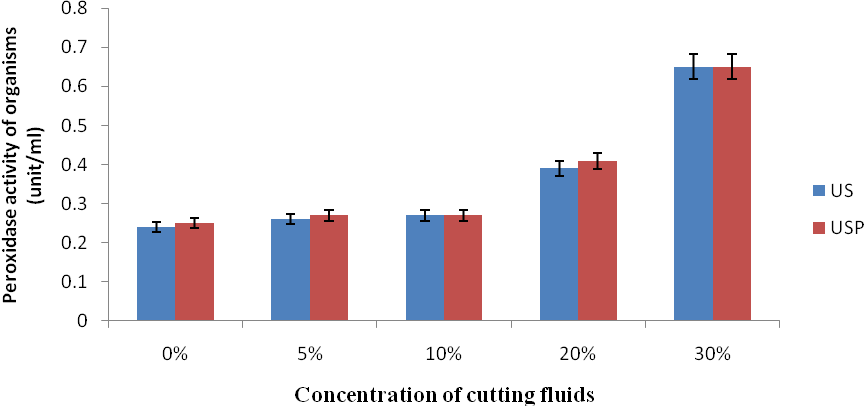 Peroxidase activity of organisms
(unit/ml)
0.8
0.7
0.6
0.5
0.4
0.3
0.2
0.1
0
0% 5% 10% 20% 30%
Concentration of cutting fluids
US
USP